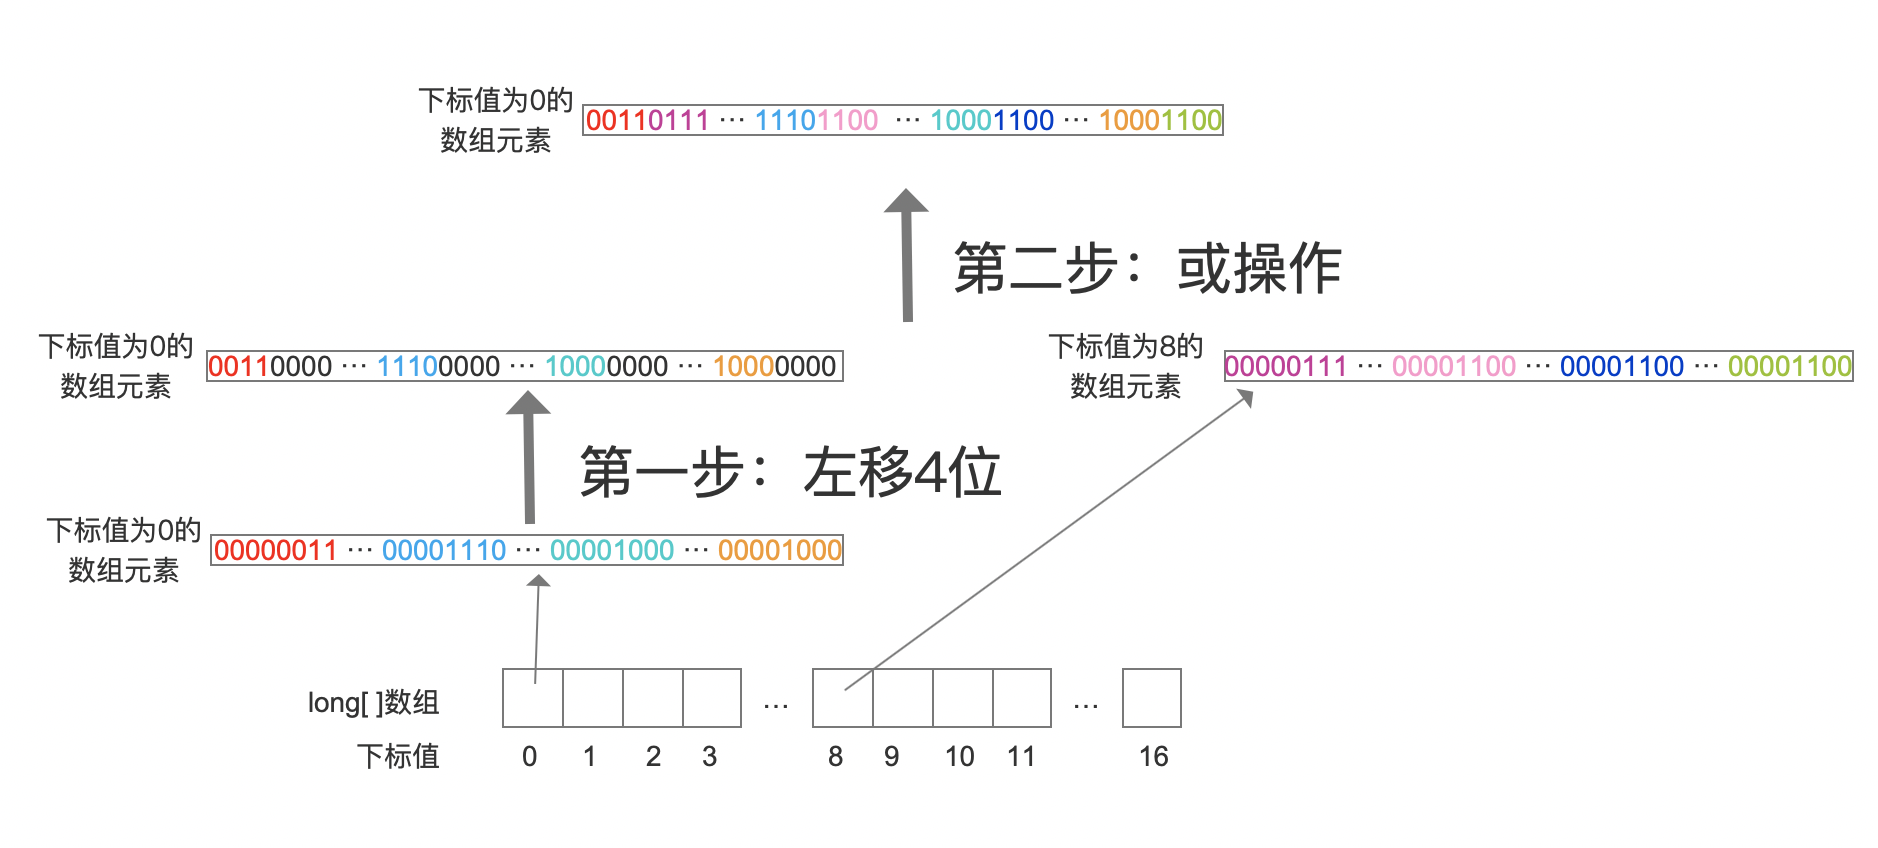 下标值为0的
数组元素
00110111 ··· 11101100 ··· 10001100 ··· 10001100
第二步：或操作
下标值为0的
数组元素
00110000 ··· 11100000 ··· 10000000 ··· 10000000
下标值为8的
数组元素
00000111 ··· 00001100 ··· 00001100 ··· 00001100
第一步：左移4位
下标值为0的
数组元素
00000011 ··· 00001110 ··· 00001000 ··· 00001000
long[ ]数组 ... ...
下标值 0 1 2 3 8 9 10 11 16